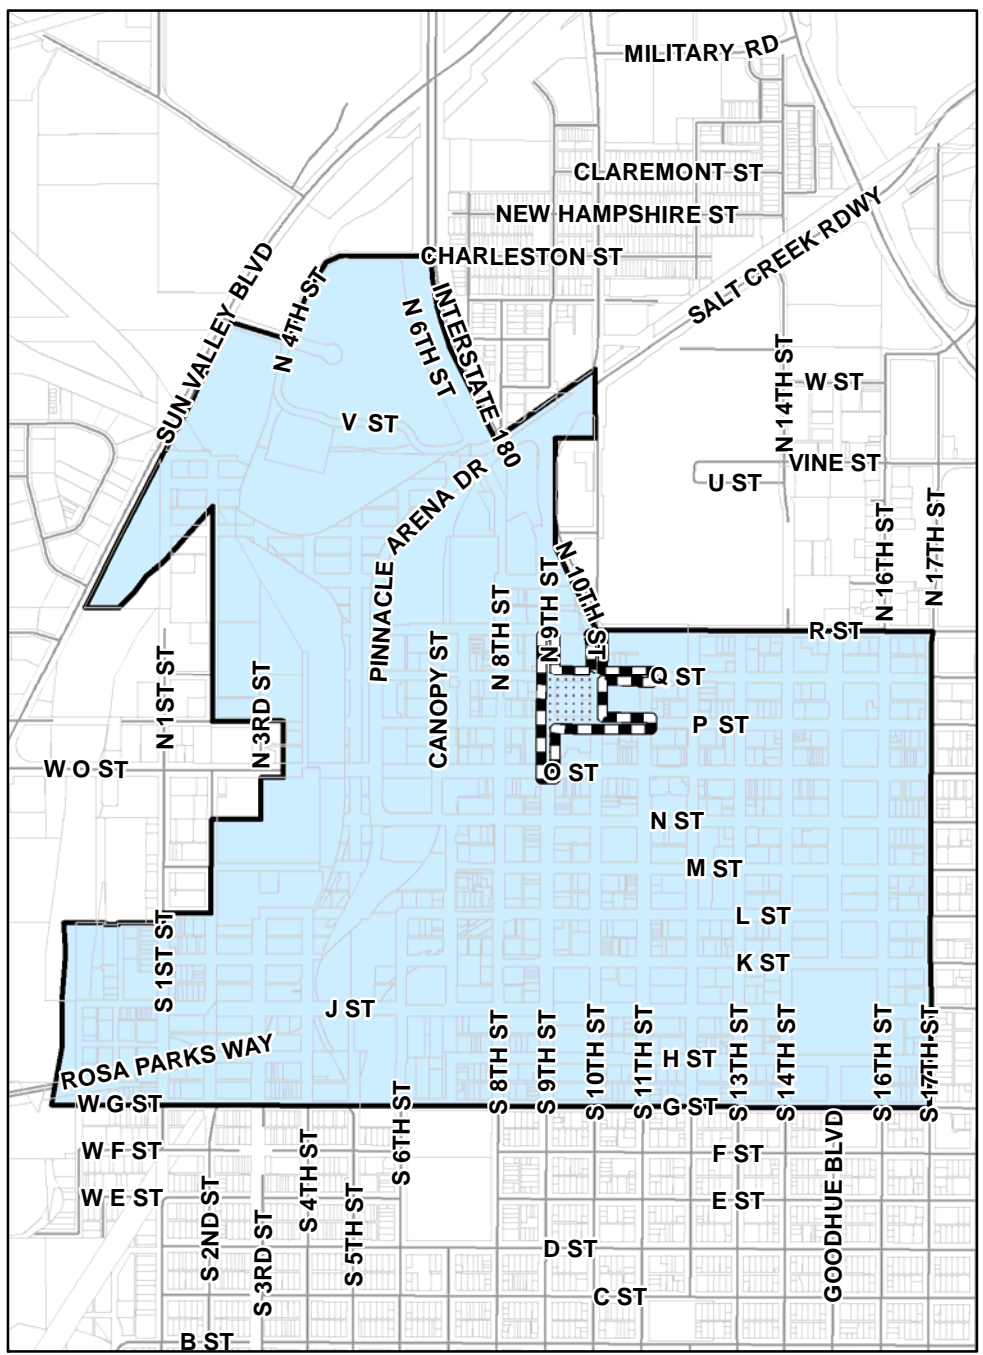 MILITARY RD
CLAREMONT ST
NEW HAMPSHIRE ST
SALT CREEK RDWY
CHARLESTON ST
SUN VALLEY BLVD
N 4TH ST
N 6TH ST
INTERSTATE 180
N 14TH ST
W ST
V ST
VINE ST
U ST
PINNACLE ARENA DR
N 16TH ST
N 17TH ST
N 10TH ST
N 9TH ST
N 8TH ST
R ST
N 1ST ST
N 3RD ST
CANOPY ST
Q ST
P ST
W O ST
O ST
N ST
M ST
L ST
S 1ST ST
K ST
J ST
ROSA PARKS WAY
H ST
S 8TH ST
S 9TH ST
S 10TH ST
S 11TH ST
S 13TH ST
S 14TH ST
S 16TH ST
S 17TH ST
W G ST
G ST
S 6TH ST
W F ST
F ST
S 4TH ST
GOODHUE BLVD
W E ST
E ST
S 2ND ST
S 5TH ST
S 3RD ST
D ST
C ST
B ST